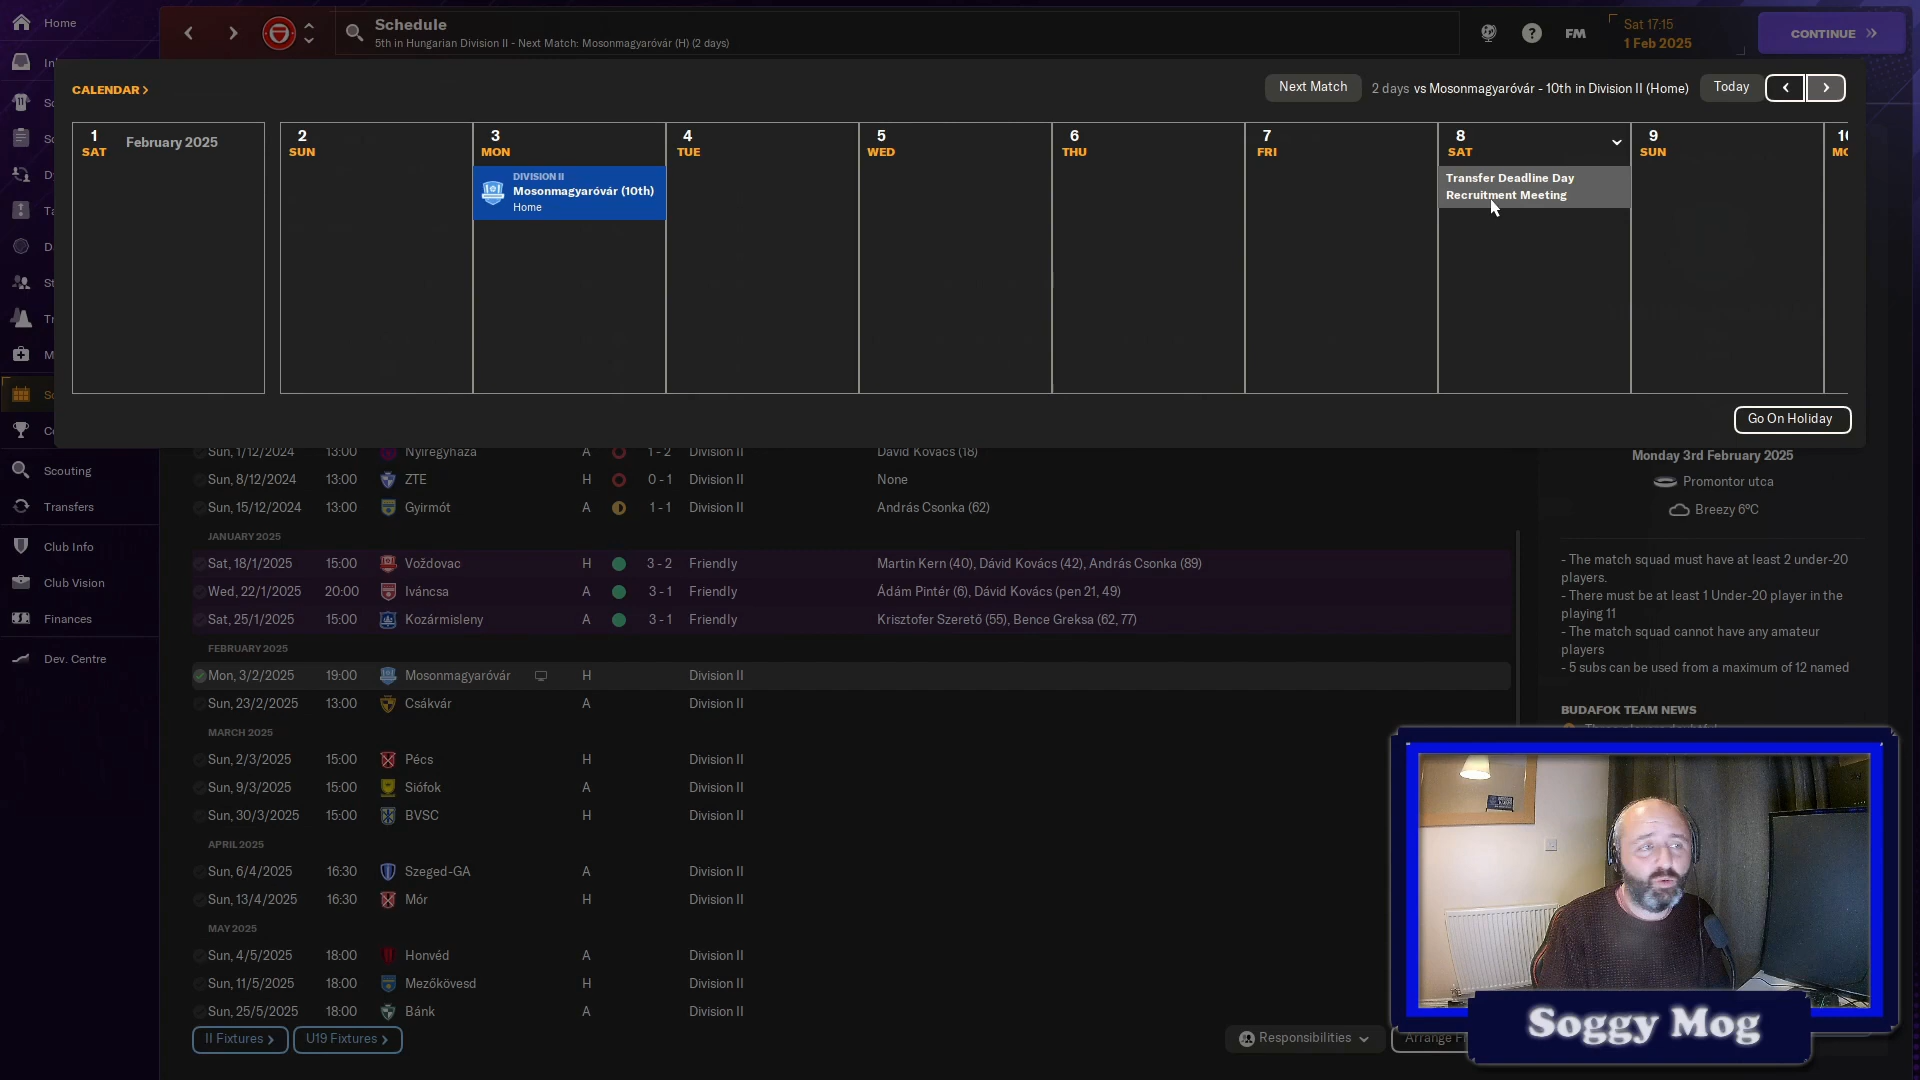 Home
Schedule
5th in Hungarian Division II - Next Match: Mosonmagyaróvár (H) (2 days)
FM
Sat 17:15
1 Feb 2025
CONTINUE
CALENDAR
Next Match
2 days vs Mosonmagyaróvár - 10th in Division II (Home)
Today
1
SAT
February 2025
2
SUN
3
MON
4
TUE
5
WED
6
THU
7
FRI
8
SAT
9
SUN
DIVISION II
Mosonmagyaróvár (10th)
Home
Transfer Deadline Day
Recruitment Meeting
Go On Holiday
Scouting
Transfers
Club Info
Club Vision
Finances
Dev. Centre
Sun, 1/12/2024 13:00 Nyíregyháza A 1 - 2 Division II Dávid Kovács (18)
Sun, 8/12/2024 13:00 ZTE H 0 - 1 Division II None
Sun, 15/12/2024 13:00 Gyirmót A 1 - 1 Division II András Csonka (62)
JANUARY 2025
Sat, 18/1/2025 15:00 Voždovac H 3 - 2 Friendly Martin Kern (40), Dávid Kovács (42), András Csonka (89)
Wed, 22/1/2025 20:00 Iváncsa A 3 - 1 Friendly Ádám Pintér (6), Dávid Kovács (pen 21, 49)
Sat, 25/1/2025 15:00 Kozármisleny A 3 - 1 Friendly Krisztofer Szerető (55), Bence Greksa (62, 77)
FEBRUARY 2025
Mon, 3/2/2025 19:00 Mosonmagyaróvár H Division II
Sun, 23/2/2025 13:00 Csákvár A Division II
MARCH 2025
Sun, 2/3/2025 15:00 Pécs H Division II
Sun, 9/3/2025 15:00 Siófok A Division II
Sun, 30/3/2025 15:00 BVSC H Division II
APRIL 2025
Sun, 6/4/2025 16:30 Szeged-GA A Division II
Sun, 13/4/2025 16:30 Mór H Division II
MAY 2025
Sun, 4/5/2025 18:00 Honvéd A Division II
Sun, 11/5/2025 18:00 Mezőkövesd H Division II
Sun, 25/5/2025 18:00 Bánk A Division II
II Fixtures
U19 Fixtures
Responsibilities
Arrange
Monday 3rd February 2025
Promontor utca
Breezy 6ºC
- The match squad must have at least 2 under-20
players.
- There must be at least 1 Under-20 player in the
playing 11
- The match squad cannot have any amateur
players
- 5 subs can be used from a maximum of 12 named
BUDAFOK TEAM NEWS
Soggy Mog